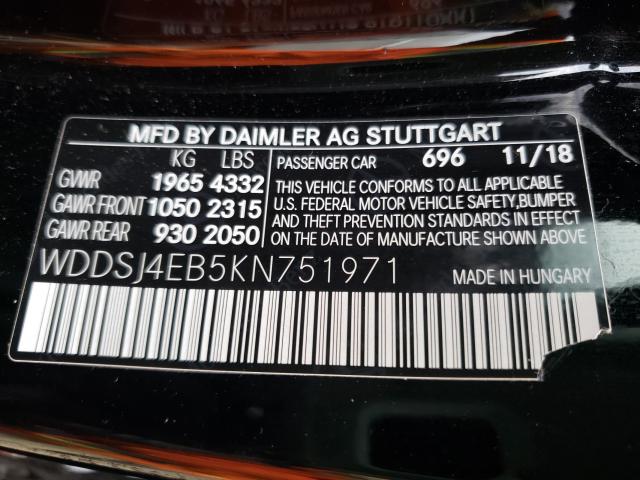 MFD BY DAIMLER AG STUTTGART
KG LBS PASSENGER CAR 696 11/18
GVWR 1965 4332
GAWR FRONT 1050 2315
GAWR REAR 930 2050
THIS VEHICLE CONFORMS TO ALL APPLICABLE
U.S. FEDERAL MOTOR VEHICLE SAFETY,BUMPER
AND THEFT PREVENTION STANDARDS IN EFFECT
ON THE DATE OF MANUFACTURE SHOWN ABOVE.
WDDSJ4EB5KN751971 MADE IN HUNGARY